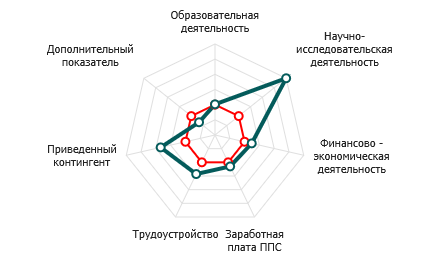 Образовательная
деятельность
Научно-
исследовательская
деятельность
Финансово -
экономическая
деятельность
Заработная
плата ППС
Трудоустройство
Приведенный
контингент
Дополнительный
показатель